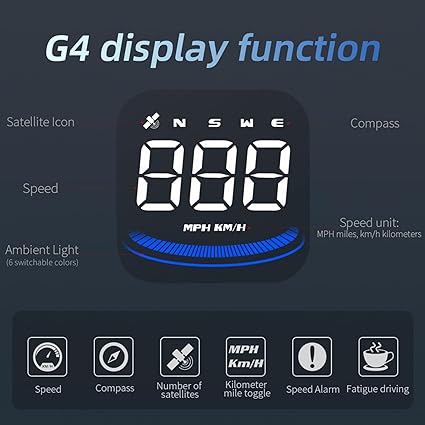 G4 display function
Satellite Icon
N S W E
Compass
Speed
888
Speed unit:
MPH miles, km/h kilometers
MPH KM/H
Ambient Light
(6 switchable colors)
MPH
Km/H
Speed
Compass
Number of
satellites
Kilometer
mile toggle
Speed Alarm
Fatigue driving